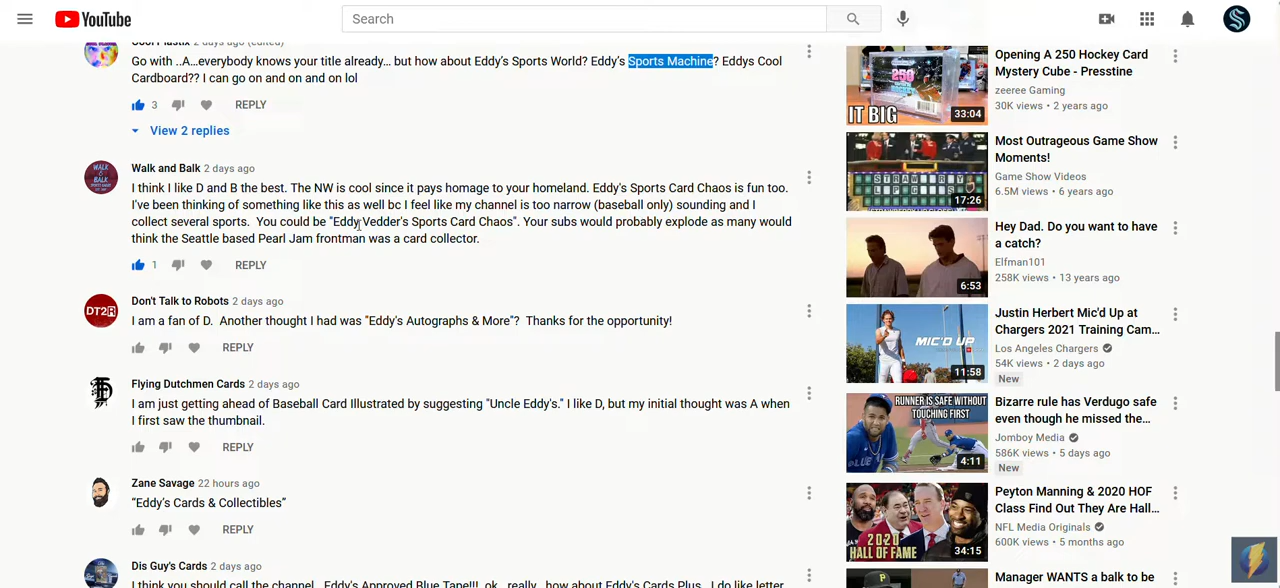 YouTube
Search
Cool Plastix 2 days ago (edited)
Go with ..A...everybody knows your title already... but how about Eddy's Sports World? Eddy's Sports Machine? Eddys Cool
Cardboard?? I can go on and on and on lol
3 REPLY
View 2 replies
Walk and Balk 2 days ago
I think I like D and B the best. The NW is cool since it pays homage to your homeland. Eddy's Sports Card Chaos is fun too.
I've been thinking of something like this as well bc I feel like my channel is too narrow (baseball only) sounding and I
collect several sports. You could be "Eddy Vedder's Sports Card Chaos". Your subs would probably explode as many would
think the Seattle based Pearl Jam frontman was a card collector.
1 REPLY
DT2R
Don't Talk to Robots 2 days ago
I am a fan of D. Another thought I had was "Eddy's Autographs & More"? Thanks for the opportunity!
REPLY
Flying Dutchmen Cards 2 days ago
I am just getting ahead of Baseball Card Illustrated by suggesting "Uncle Eddy's." I like D, but my initial thought was A when
I first saw the thumbnail.
REPLY
Zane Savage 22 hours ago
“Eddy's Cards & Collectibles”
REPLY
Dis Guy's Cards 2 days ago
I think you should call the channel...Eddy's Approved Blue Tape!!!..ok...really...how about Eddy's Cards Plus...I do like letter
IT BIG
33:04
Opening A 250 Hockey Card
Mystery Cube - Presstine
zeeree Gaming
30K views • 2 years ago
17:26
Most Outrageous Game Show
Moments!
Game Show Videos
6.5M views • 6 years ago
6:53
Hey Dad. Do you want to have
a catch?
Elfman101
258K views • 13 years ago
MIC'D UP
11:58
Justin Herbert Mic'd Up at
Chargers 2021 Training Cam...
Los Angeles Chargers
54K views • 2 days ago
New
RUNNER IS SAFE WITHOUT
TOUCHING FIRST
4:11
Bizarre rule has Verdugo safe
even though he missed the...
Jomboy Media
586K views • 5 days ago
New
2020
HALL OF FAME
34:15
Peyton Manning & 2020 HOF
Class Find Out They Are Hall...
NFL Media Originals
600K views • 5 months ago
Manager WANTS a balk to be